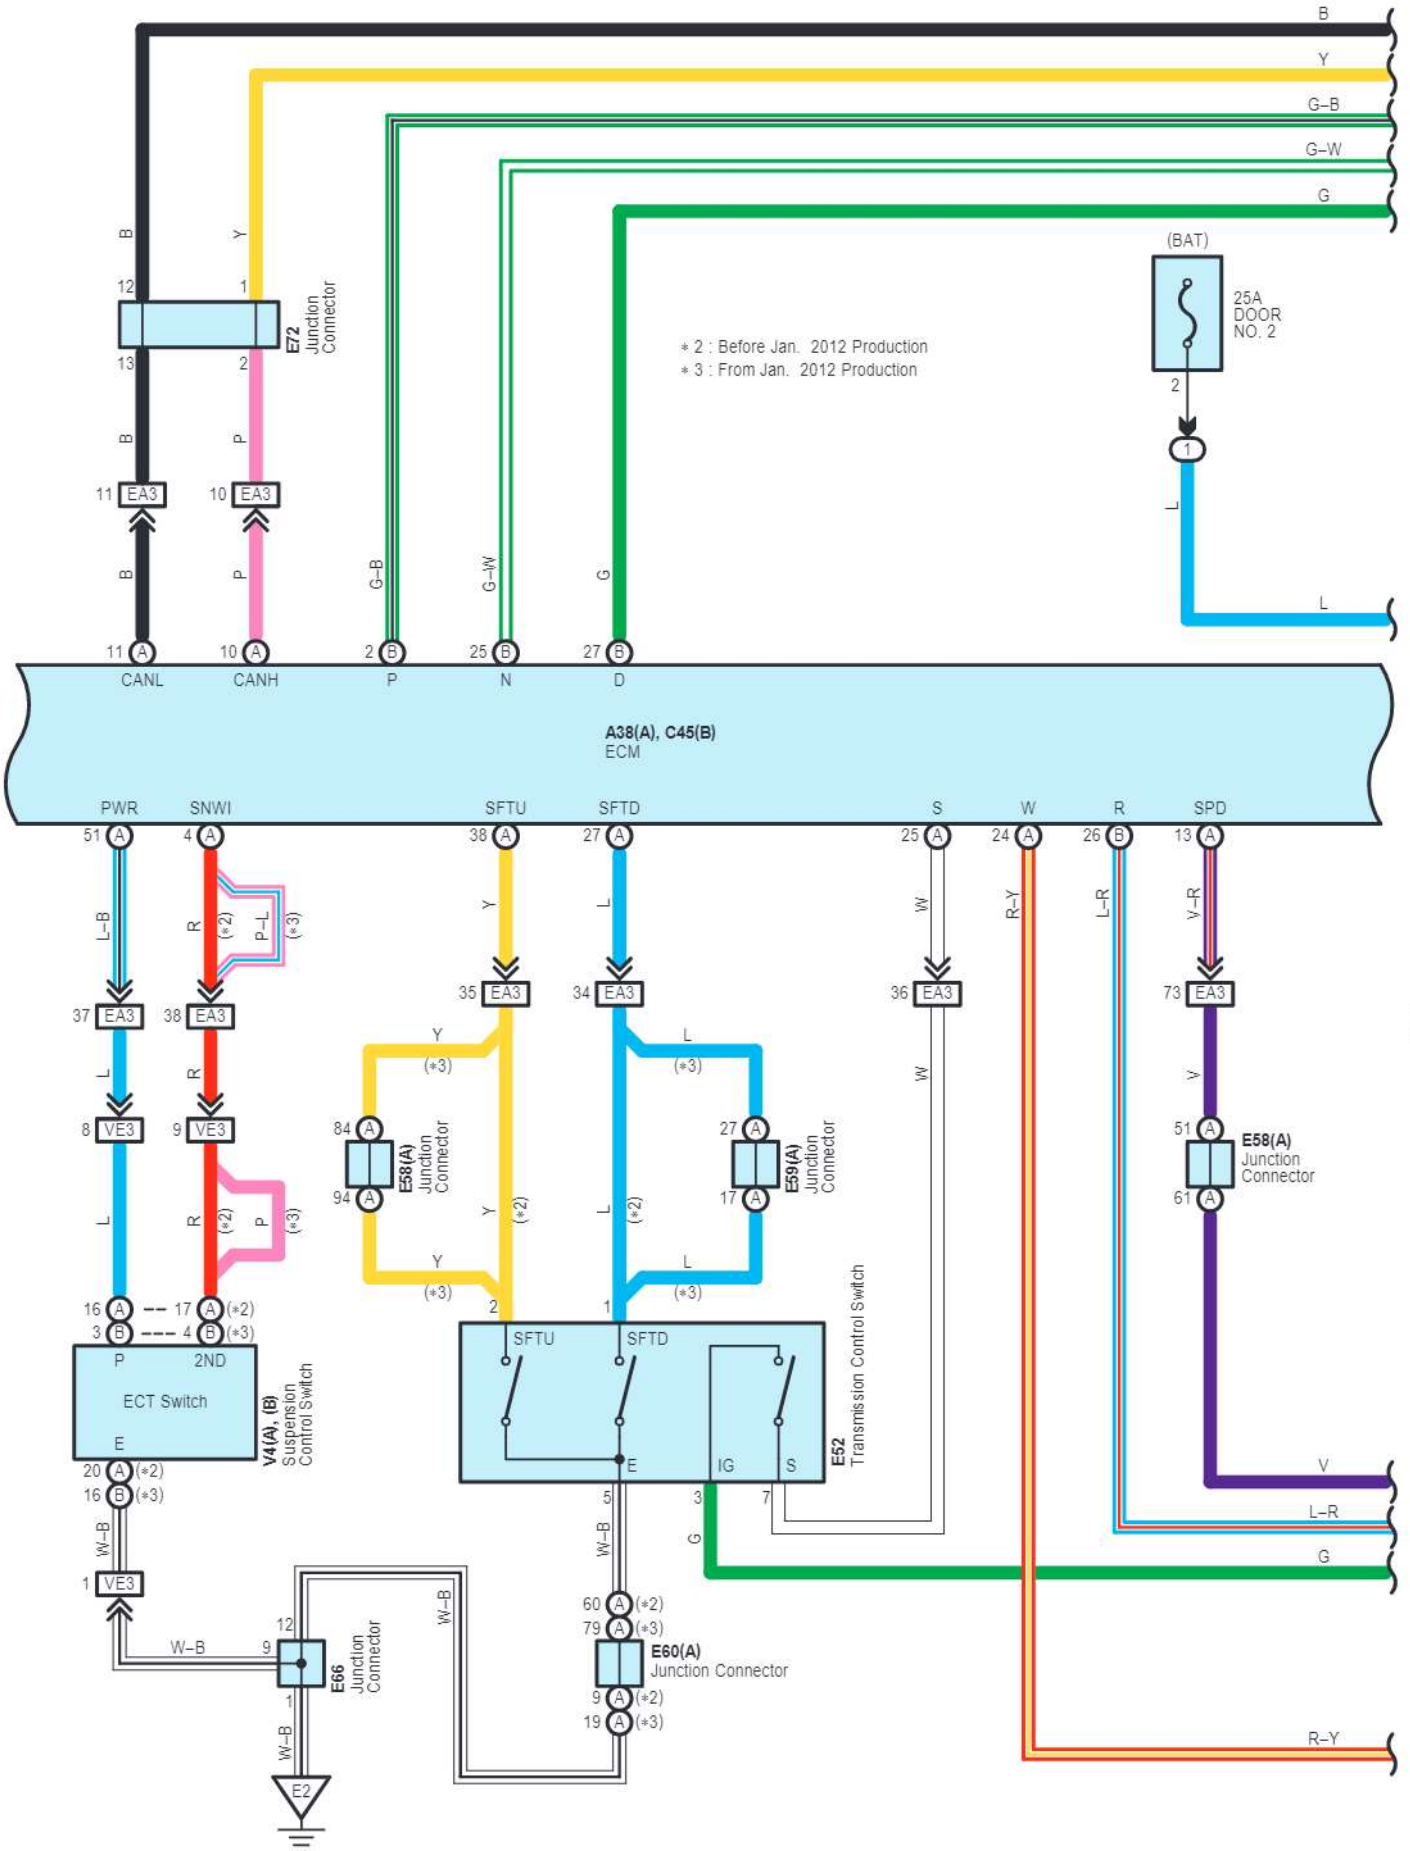 B
Y
G–B
G–W
G
(BAT)
25A
DOOR
NO. 2
2
1
L
L
∗ 2 : Before Jan. 2012 Production
∗ 3 : From Jan. 2012 Production
B
Y
12
1
E72
Junction
Connector
13
2
B
P
11 EA3
10 EA3
B
P
G–B
G–W
G
11 A
10 A
2 B
25 B
27 B
CANL
CANH
P
N
D
A38(A), C45(B)
ECM
PWR
SNWI
SFTU
SFTD
S
W
R
SPD
51 A
4 A
38 A
27 A
25 A
24 A
26 B
13 A
L–B
R
(∗2)
P–L
(∗3)
Y
L
W
R–Y
L–R
V–R
35 EA3
34 EA3
36 EA3
73 EA3
37 EA3
38 EA3
L
R
Y
(∗3)
L
(∗3)
W
V
8 VE3
9 VE3
84 A
E58(A)
Junction
Connector
94 A
27 A
E59(A)
Junction
Connector
17 A
51 A
E58(A)
Junction
Connector
61 A
L
R
(∗2)
P
(∗3)
Y
(∗2)
L
(∗2)
Y
(∗3)
L
(∗3)
16 A
17 A (∗2)
3 B
4 B (∗3)
2
1
P
2ND
ECT Switch
E
V4(A), (B)
Suspension
Control Switch
SFTU
SFTD
E
IG
S
E52
Transmission Control Switch
20 A (∗2)
16 B (∗3)
5
3
7
V
L–R
G
W–B
W–B
G
1 VE3
W–B
60 A (∗2)
79 A (∗3)
12
9
W–B
E66
Junction
Connector
E60(A)
Junction Connector
1
9 A (∗2)
19 A (∗3)
W–B
R–Y
E2